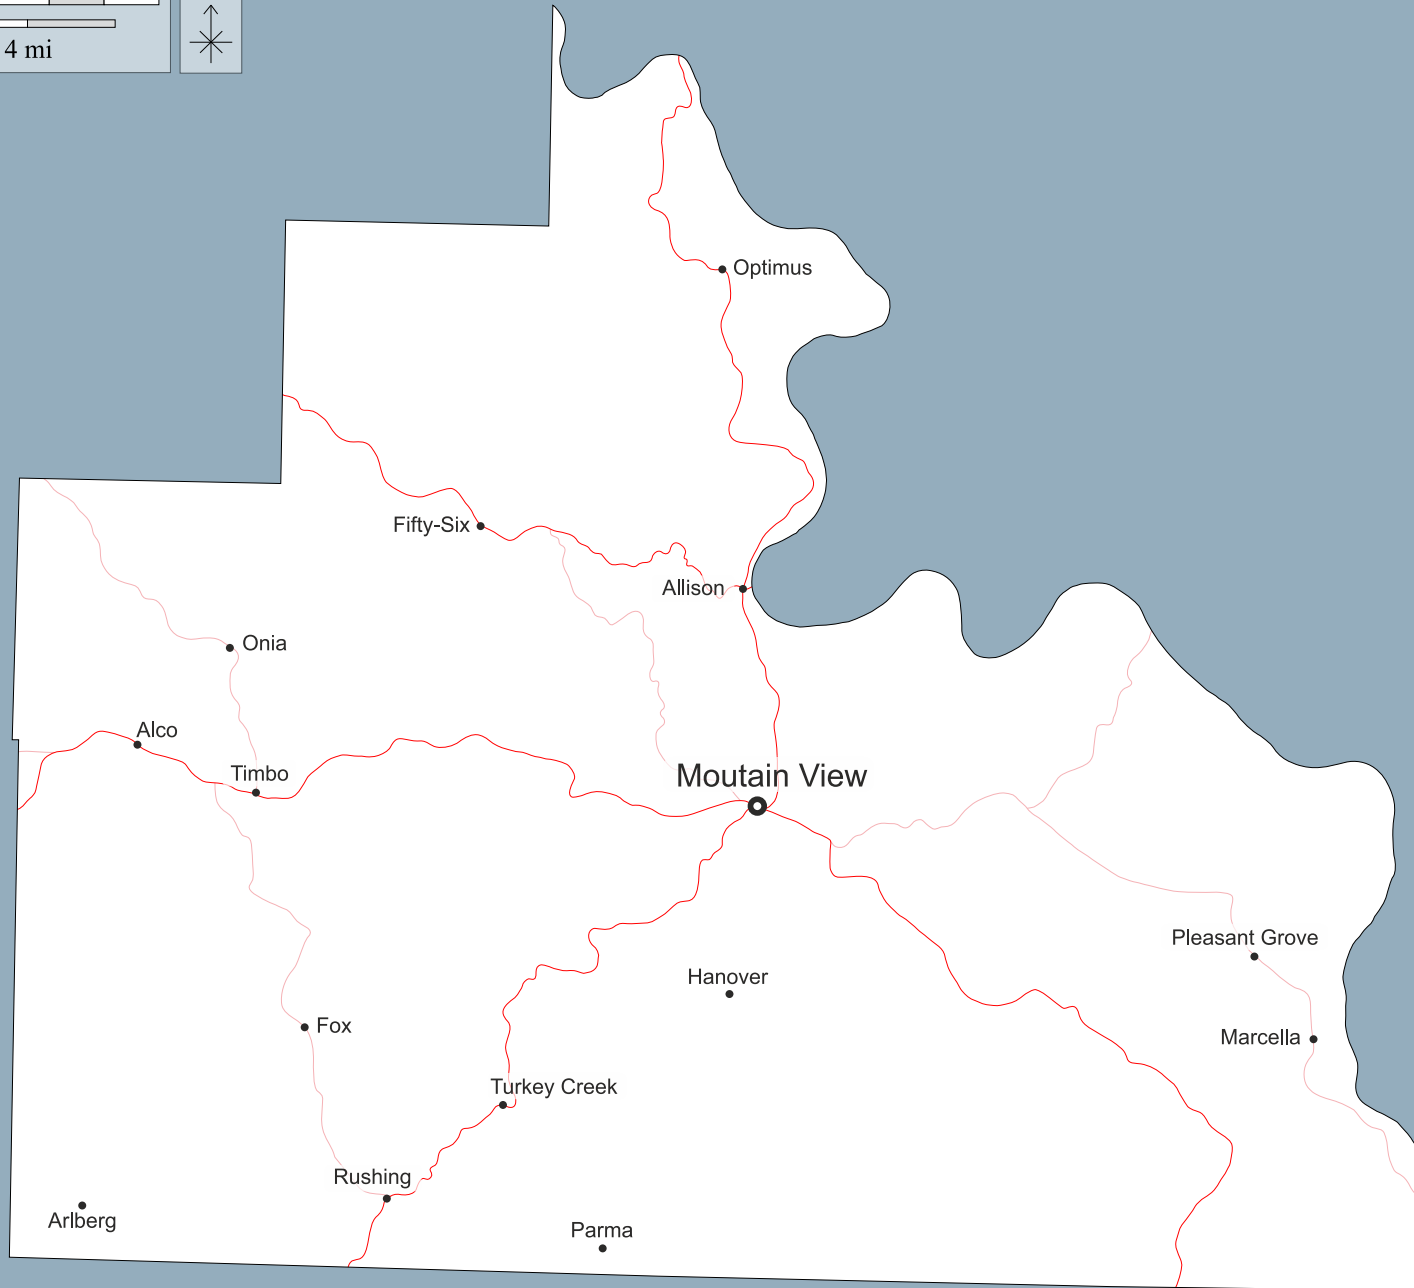 4 mi
Optimus
Fifty-Six
Allison
Onia
Alco
Timbo
Moutain View
Pleasant Grove
Hanover
Fox
Marcella
Turkey Creek
Rushing
Arlberg
Parma